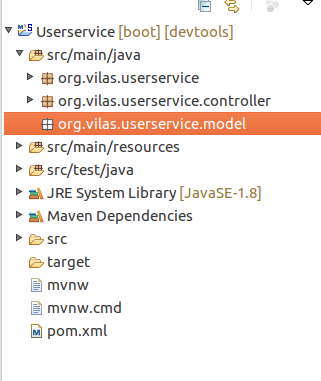 Userservice [boot] [devtools]
src/main/java
org.vilas.userservice
org.vilas.userservice.controller
org.vilas.userservice.model
src/main/resources
src/test/java
JRE System Library [JavaSE-1.8]
Maven Dependencies
src
target
mvnw
mvnw.cmd
pom.xml